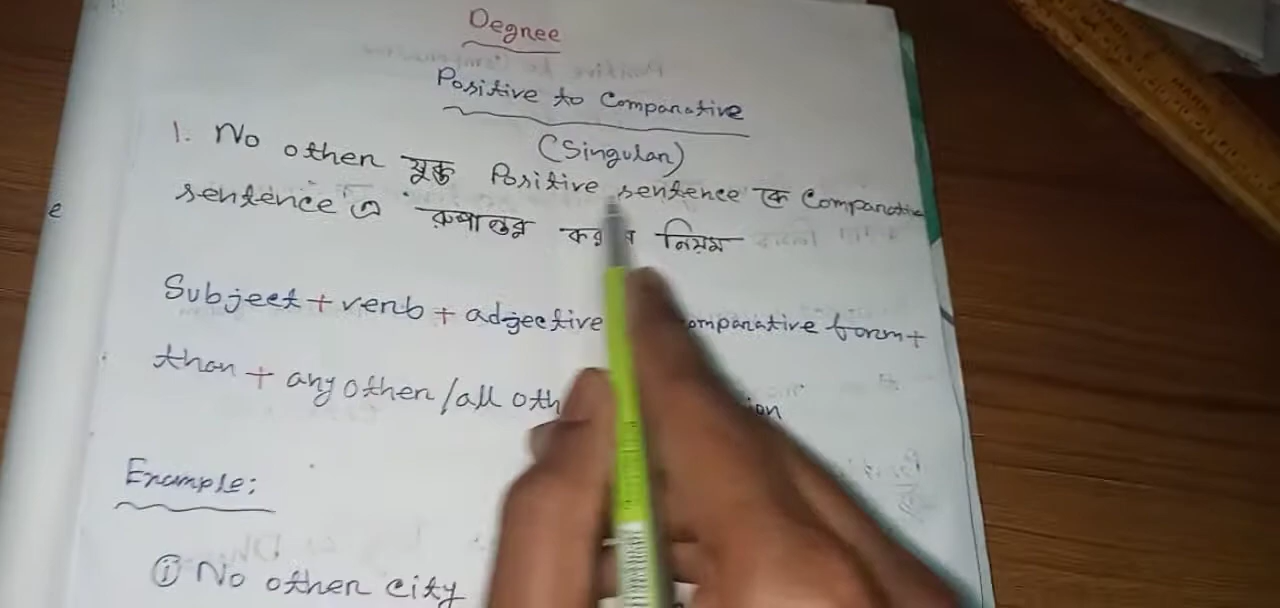 Degree
Positive to Comparative
(Singular)
1. No other যুক্ত Positive sentence কে Comparative
sentence এ রুপান্তর করার নিয়ম
Subject + verb + adjective comparative form +
than + any other / all oth
Example:
i No other city